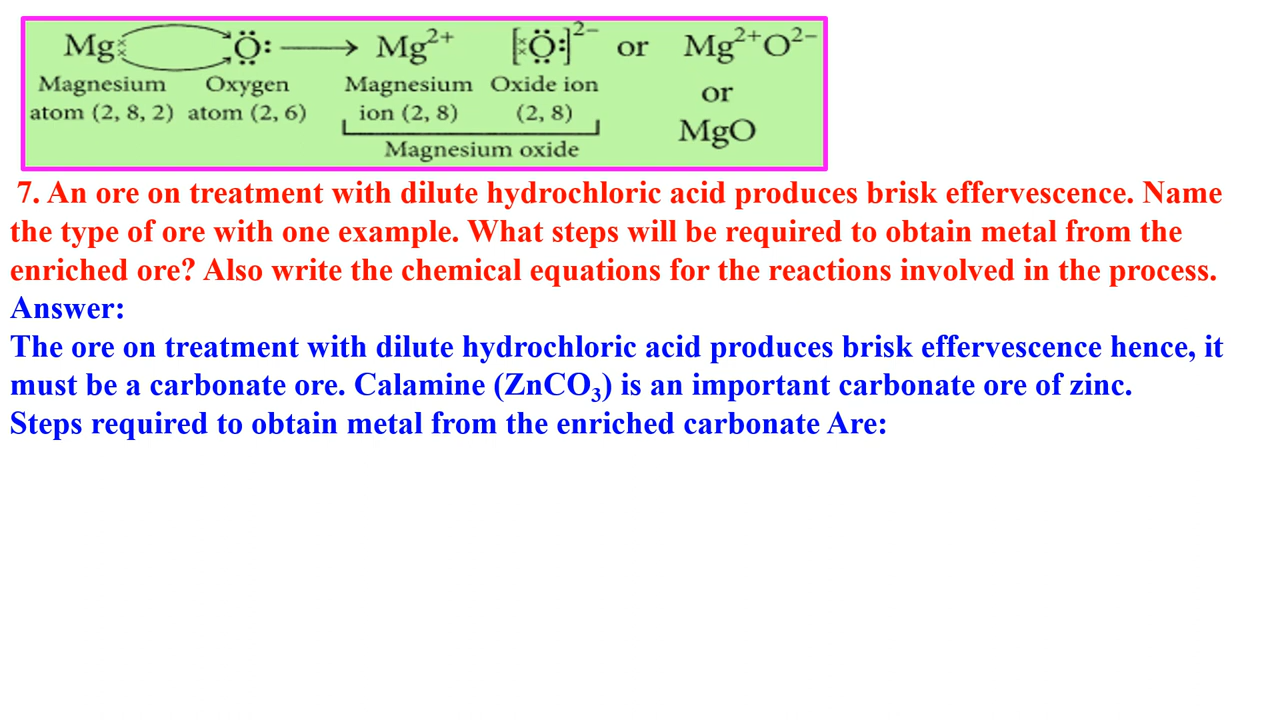 Mg: Ö: ⟶ Mg²⁺ [:Ö:]²⁻ or Mg²⁺O²⁻
Magnesium Oxygen Magnesium Oxide ion or
atom (2, 8, 2) atom (2, 6) ion (2, 8) (2, 8) MgO
Magnesium oxide
7. An ore on treatment with dilute hydrochloric acid produces brisk effervescence. Name
the type of ore with one example. What steps will be required to obtain metal from the
enriched ore? Also write the chemical equations for the reactions involved in the process.
Answer:
The ore on treatment with dilute hydrochloric acid produces brisk effervescence hence, it
must be a carbonate ore. Calamine (ZnCO₃) is an important carbonate ore of zinc.
Steps required to obtain metal from the enriched carbonate Are: